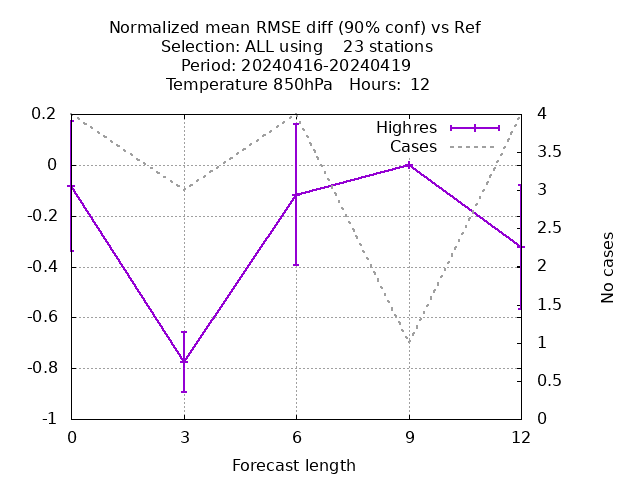 Normalized mean RMSE diff (90% conf) vs Ref
Selection: ALL using    23 stations
Period: 20240416-20240419
Temperature 850hPa   Hours:  12
Highres
Cases
0.2
0
-0.2
-0.4
-0.6
-0.8
-1
4
3.5
3
2.5
2
1.5
1
0.5
0
No cases
0 3 6 9 12
Forecast length